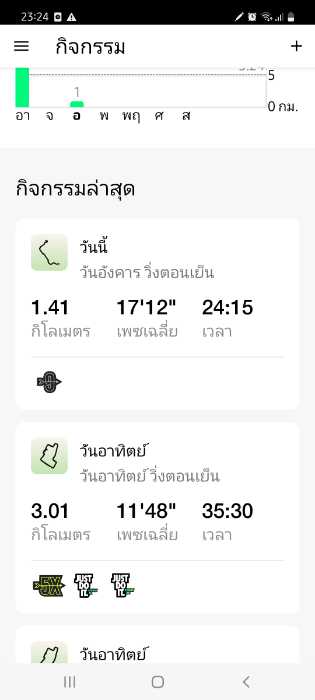 23:24
กิจกรรม
5
1
0 กม.
อา จ อ พ พฤ ศ ส
กิจกรรมล่าสุด
วันนี้
วันอังคาร วิ่งตอนเย็น
1.41 17'12" 24:15
กิโลเมตร เพซเฉลี่ย เวลา
วันอาทิตย์
วันอาทิตย์ วิ่งตอนเย็น
3.01 11'48" 35:30
กิโลเมตร เพซเฉลี่ย เวลา
5K
JUST DO IT. JUST DO IT.
วันอาทิตย์